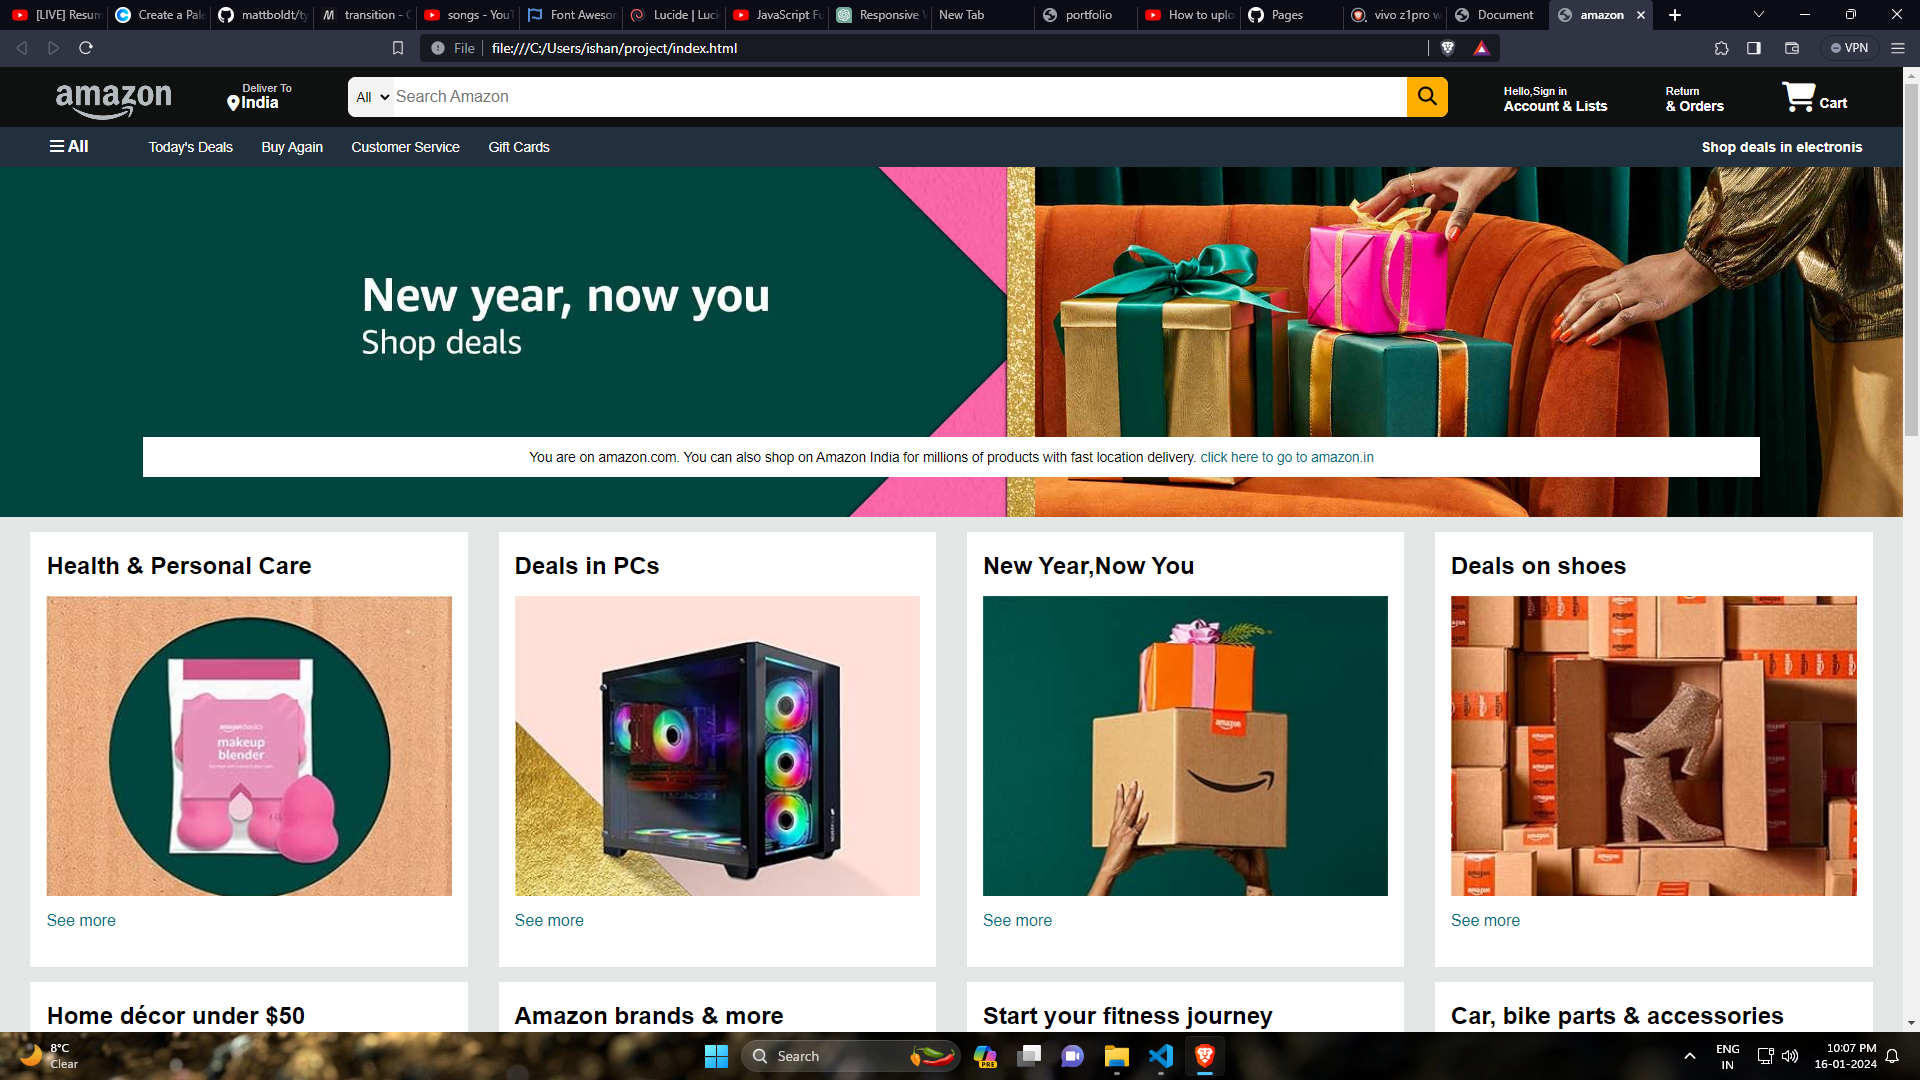 [LIVE] Resum
Create a Pale
mattboldt/ty
transition - C
songs - YouT
Font Awesom
Lucide | Luci
JavaScript Fu
Responsive V
New Tab
portfolio
How to uplo
Pages
vivo z1pro w
Document
amazon
File
file:///C:/Users/ishan/project/index.html
VPN
amazon
Deliver To
India
All
Search Amazon
Hello,Sign in
Account & Lists
Return
& Orders
Cart
All
Today's Deals
Buy Again
Customer Service
Gift Cards
Shop deals in electronis
New year, now you
Shop deals
You are on amazon.com. You can also shop on Amazon India for millions of products with fast location delivery. click here to go to amazon.in
Health & Personal Care
Deals in PCs
New Year,Now You
Deals on shoes
amazonbasics
makeup
blender
amazon
See more
See more
See more
See more
Home décor under $50
Amazon brands & more
Start your fitness journey
Car, bike parts & accessories
8°C
Clear
Search
PRE
ENG
IN
10:07 PM
16-01-2024